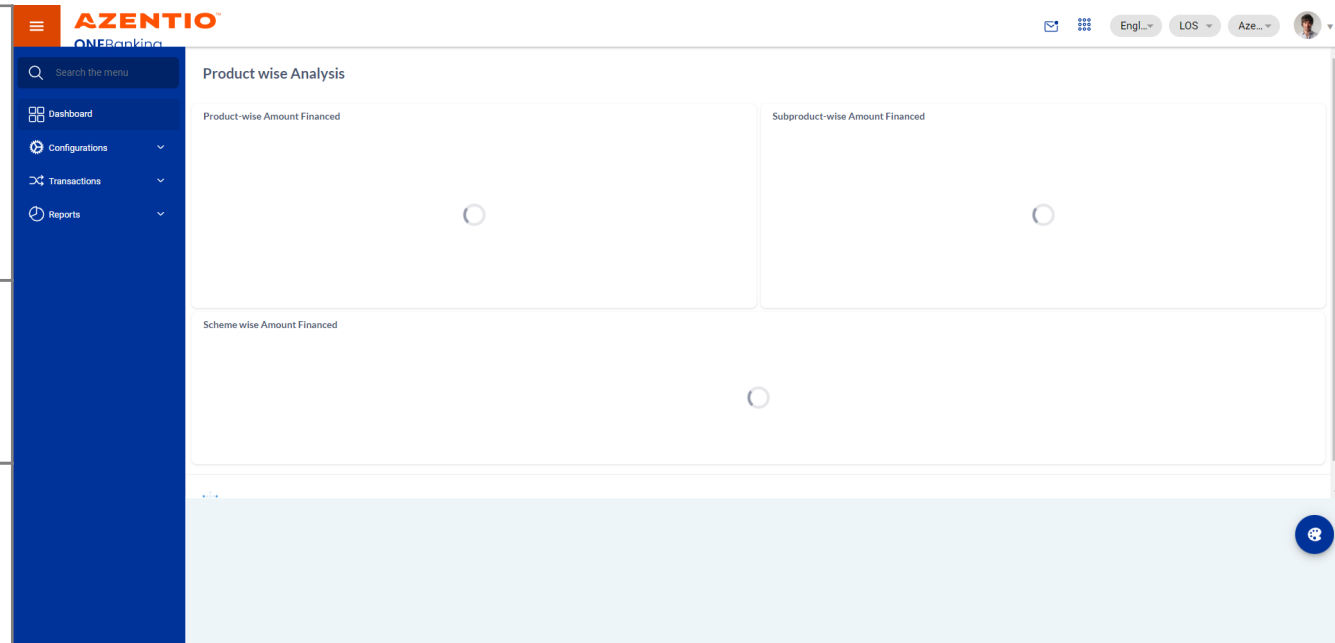 AZENTIO™
ONEBanking
Engl...
LOS
Aze...
Search the menu
Dashboard
Configurations
Transactions
Reports
Product wise Analysis
Product-wise Amount Financed
Subproduct-wise Amount Financed
Scheme wise Amount Financed